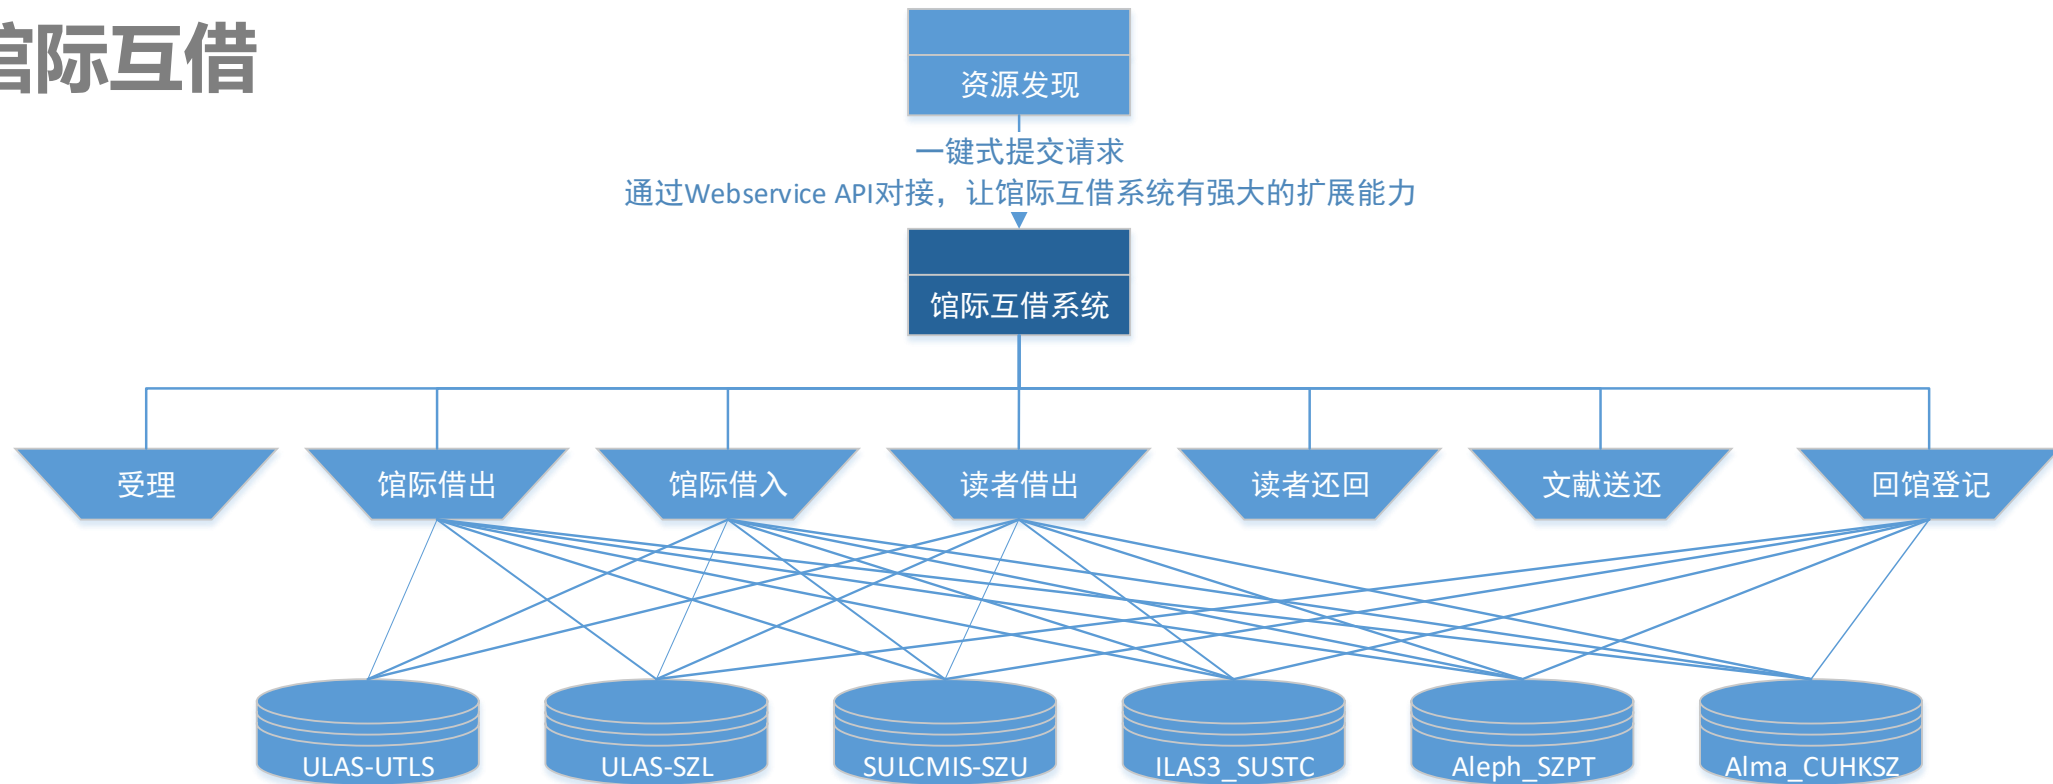 馆际互借
资源发现
一键式提交请求
通过Webservice API对接，让馆际互借系统有强大的扩展能力
馆际互借系统
受理
馆际借出
馆际借入
读者借出
读者还回
文献送还
回馆登记
ULAS-UTLS
ULAS-SZL
SULCMIS-SZU
ILAS3_SUSTC
Aleph_SZPT
Alma_CUHKSZ